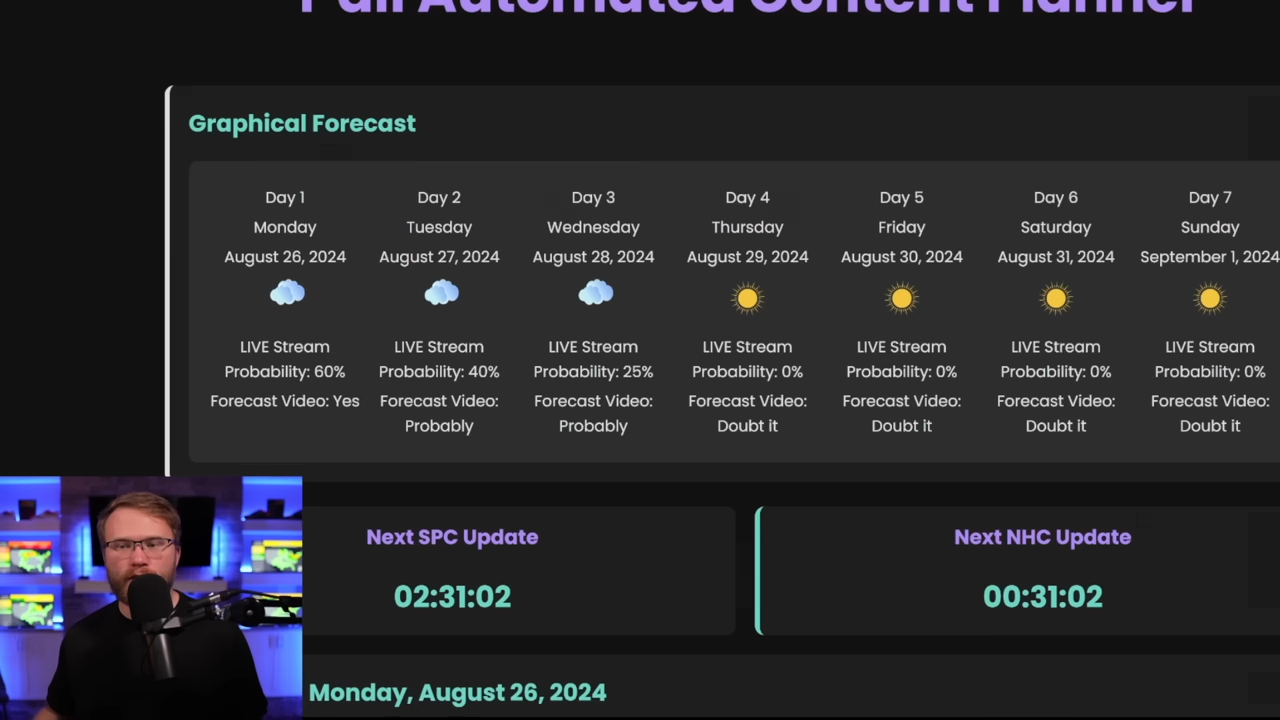 Full Automated Content Planner
Graphical Forecast
Day 1 Day 2 Day 3 Day 4 Day 5 Day 6 Day 7
Monday Tuesday Wednesday Thursday Friday Saturday Sunday
August 26, 2024 August 27, 2024 August 28, 2024 August 29, 2024 August 30, 2024 August 31, 2024 September 1, 2024
LIVE Stream LIVE Stream LIVE Stream LIVE Stream LIVE Stream LIVE Stream LIVE Stream
Probability: 60% Probability: 40% Probability: 25% Probability: 0% Probability: 0% Probability: 0% Probability: 0%
Forecast Video: Yes Forecast Video: Forecast Video: Forecast Video: Forecast Video: Forecast Video: Forecast Video:
Probably Probably Doubt it Doubt it Doubt it Doubt it
Next SPC Update Next NHC Update
02:31:02 00:31:02
Monday, August 26, 2024